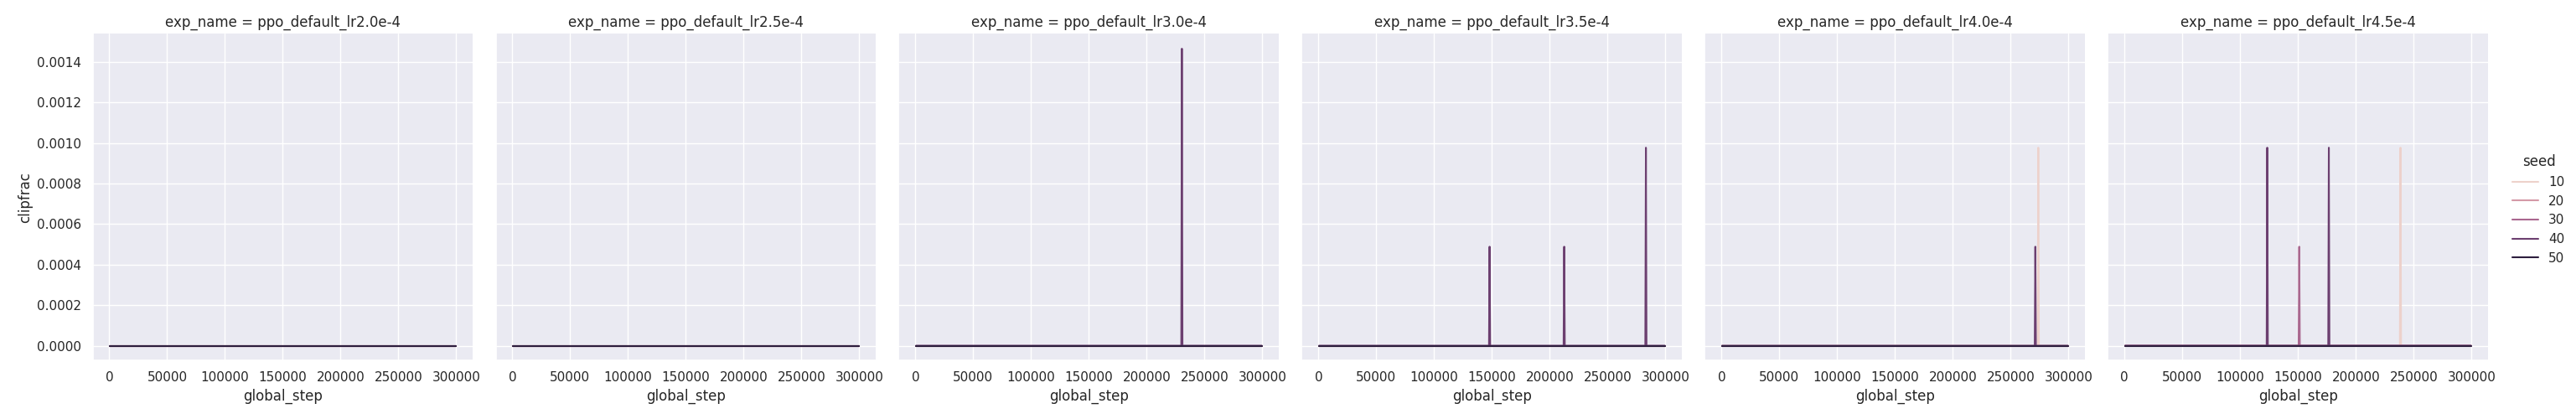 exp_name = ppo_default_lr2.0e-4 exp_name = ppo_default_lr2.5e-4 exp_name = ppo_default_lr3.0e-4 exp_name = ppo_default_lr3.5e-4 exp_name = ppo_default_lr4.0e-4 exp_name = ppo_default_lr4.5e-4
0.0014
0.0012
0.0010
0.0008
0.0006
0.0004
0.0002
0.0000
clipfrac
0 50000 100000 150000 200000 250000 300000 0 50000 100000 150000 200000 250000 300000 0 50000 100000 150000 200000 250000 300000 0 50000 100000 150000 200000 250000 300000 0 50000 100000 150000 200000 250000 300000 0 50000 100000 150000 200000 250000 300000
global_step global_step global_step global_step global_step global_step
seed
10
20
30
40
50